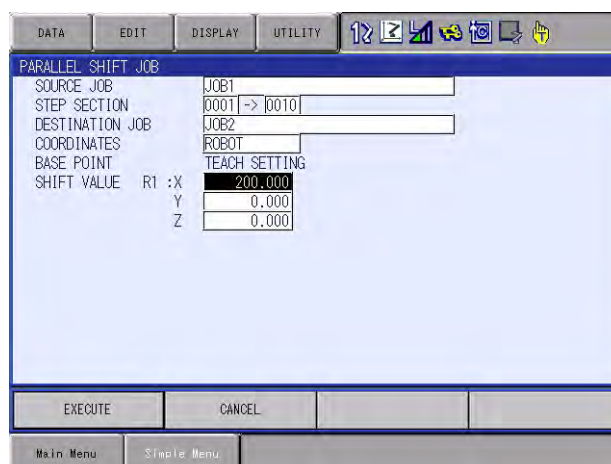 DATA EDIT DISPLAY UTILITY
PARALLEL SHIFT JOB
SOURCE JOB JOB1
STEP SECTION 0001 -> 0010
DESTINATION JOB JOB2
COORDINATES ROBOT
BASE POINT TEACH SETTING
SHIFT VALUE R1 :X 200.000
Y 0.000
Z 0.000
EXECUTE CANCEL
Main Menu Simple Menu